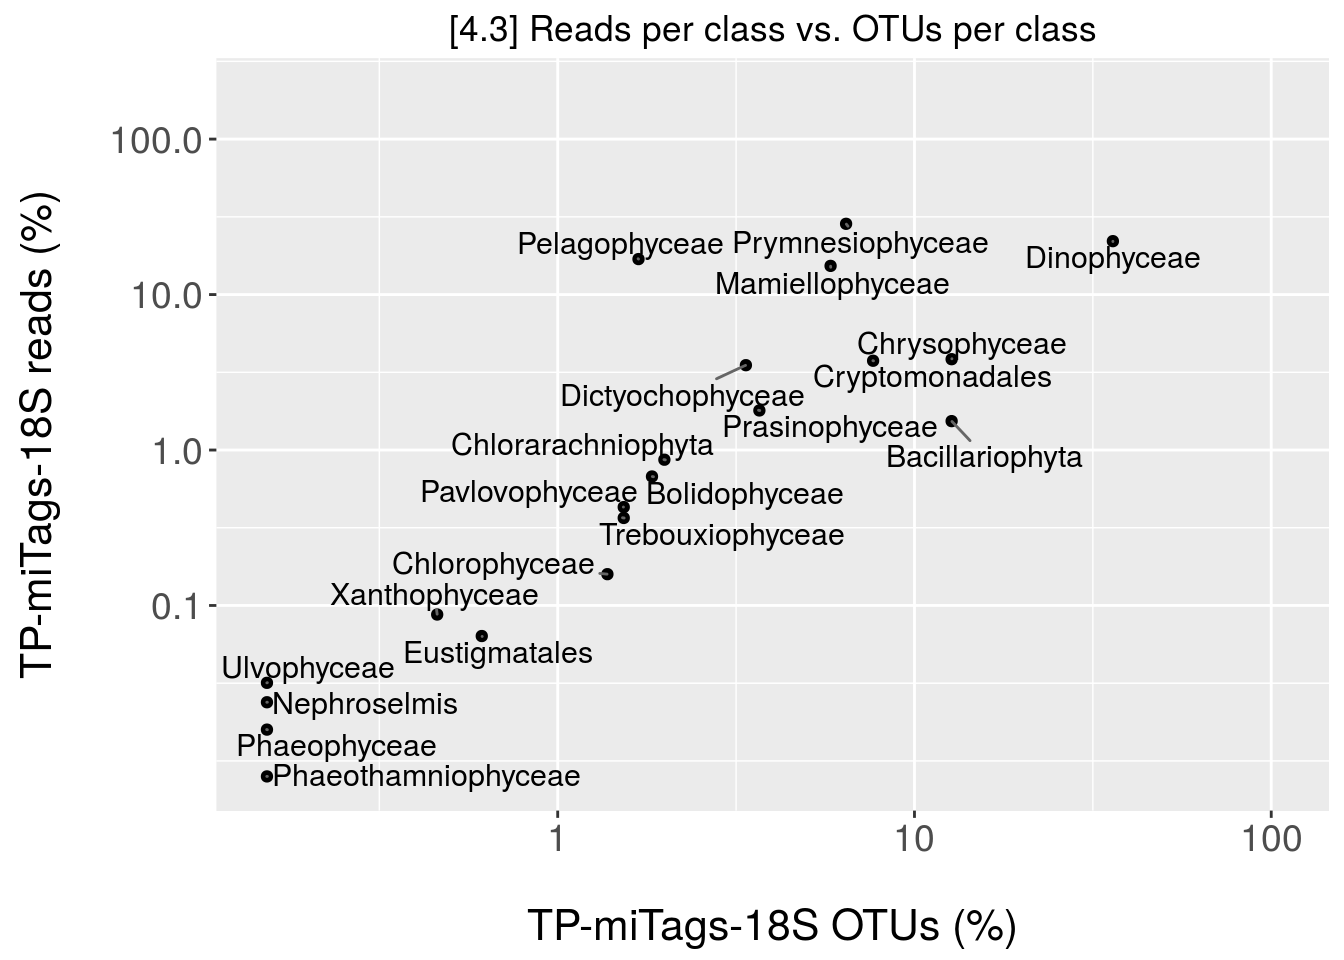 [4.3] Reads per class vs. OTUs per class
TP-miTags-18S reads (%)
100.0
10.0
1.0
0.1
Pelagophyceae
Prymnesiophyceae
Dinophyceae
Mamiellophyceae
Chrysophyceae
Cryptomonadales
Dictyochophyceae
Prasinophyceae
Chlorarachniophyta
Bacillariophyta
Pavlovophyceae
Bolidophyceae
Trebouxiophyceae
Chlorophyceae
Xanthophyceae
Eustigmatales
Ulvophyceae
Nephroselmis
Phaeophyceae
Phaeothamniophyceae
1
10
100
TP-miTags-18S OTUs (%)